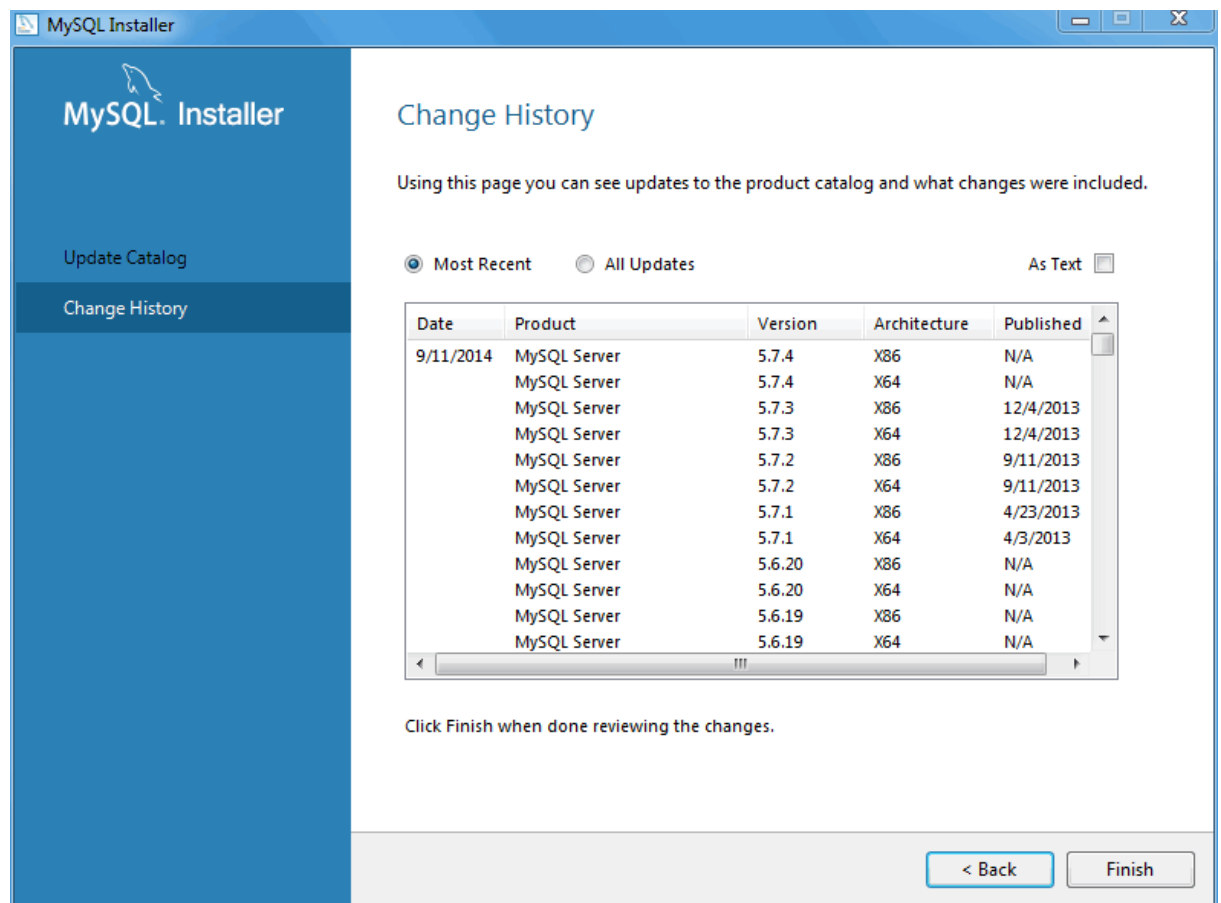 MySQL Installer
MySQL. Installer
Update Catalog
Change History
Change History
Using this page you can see updates to the product catalog and what changes were included.
Most Recent All Updates As Text
Date Product Version Architecture Published
9/11/2014 MySQL Server 5.7.4 X86 N/A
MySQL Server 5.7.4 X64 N/A
MySQL Server 5.7.3 X86 12/4/2013
MySQL Server 5.7.3 X64 12/4/2013
MySQL Server 5.7.2 X86 9/11/2013
MySQL Server 5.7.2 X64 9/11/2013
MySQL Server 5.7.1 X86 4/23/2013
MySQL Server 5.7.1 X64 4/3/2013
MySQL Server 5.6.20 X86 N/A
MySQL Server 5.6.20 X64 N/A
MySQL Server 5.6.19 X86 N/A
MySQL Server 5.6.19 X64 N/A
Click Finish when done reviewing the changes.
< Back Finish